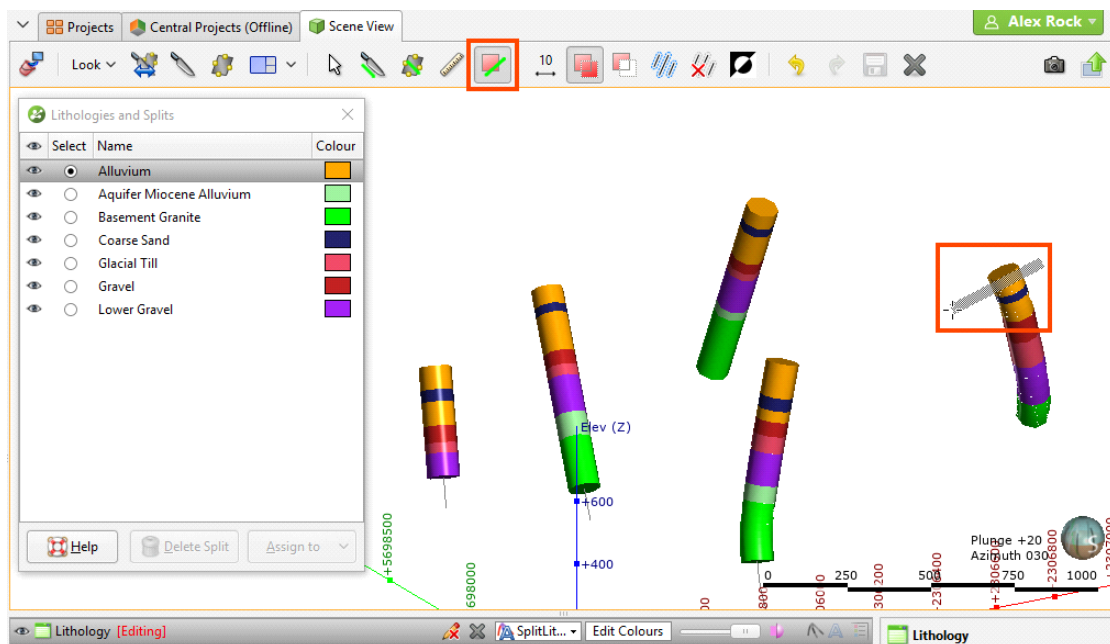 Projects
Central Projects (Offline)
Scene View
Alex Rock
Look
10
Lithologies and Splits
Select Name Colour
Alluvium
Aquifer Miocene Alluvium
Basement Granite
Coarse Sand
Glacial Till
Gravel
Lower Gravel
Help
Delete Split
Assign to
Elev (Z)
+600
+400
+5698500
698000
Plunge +20
Azimuth 030
0 250 500 750 1000
Lithology [Editing]
SplitLit...
Edit Colours
Lithology